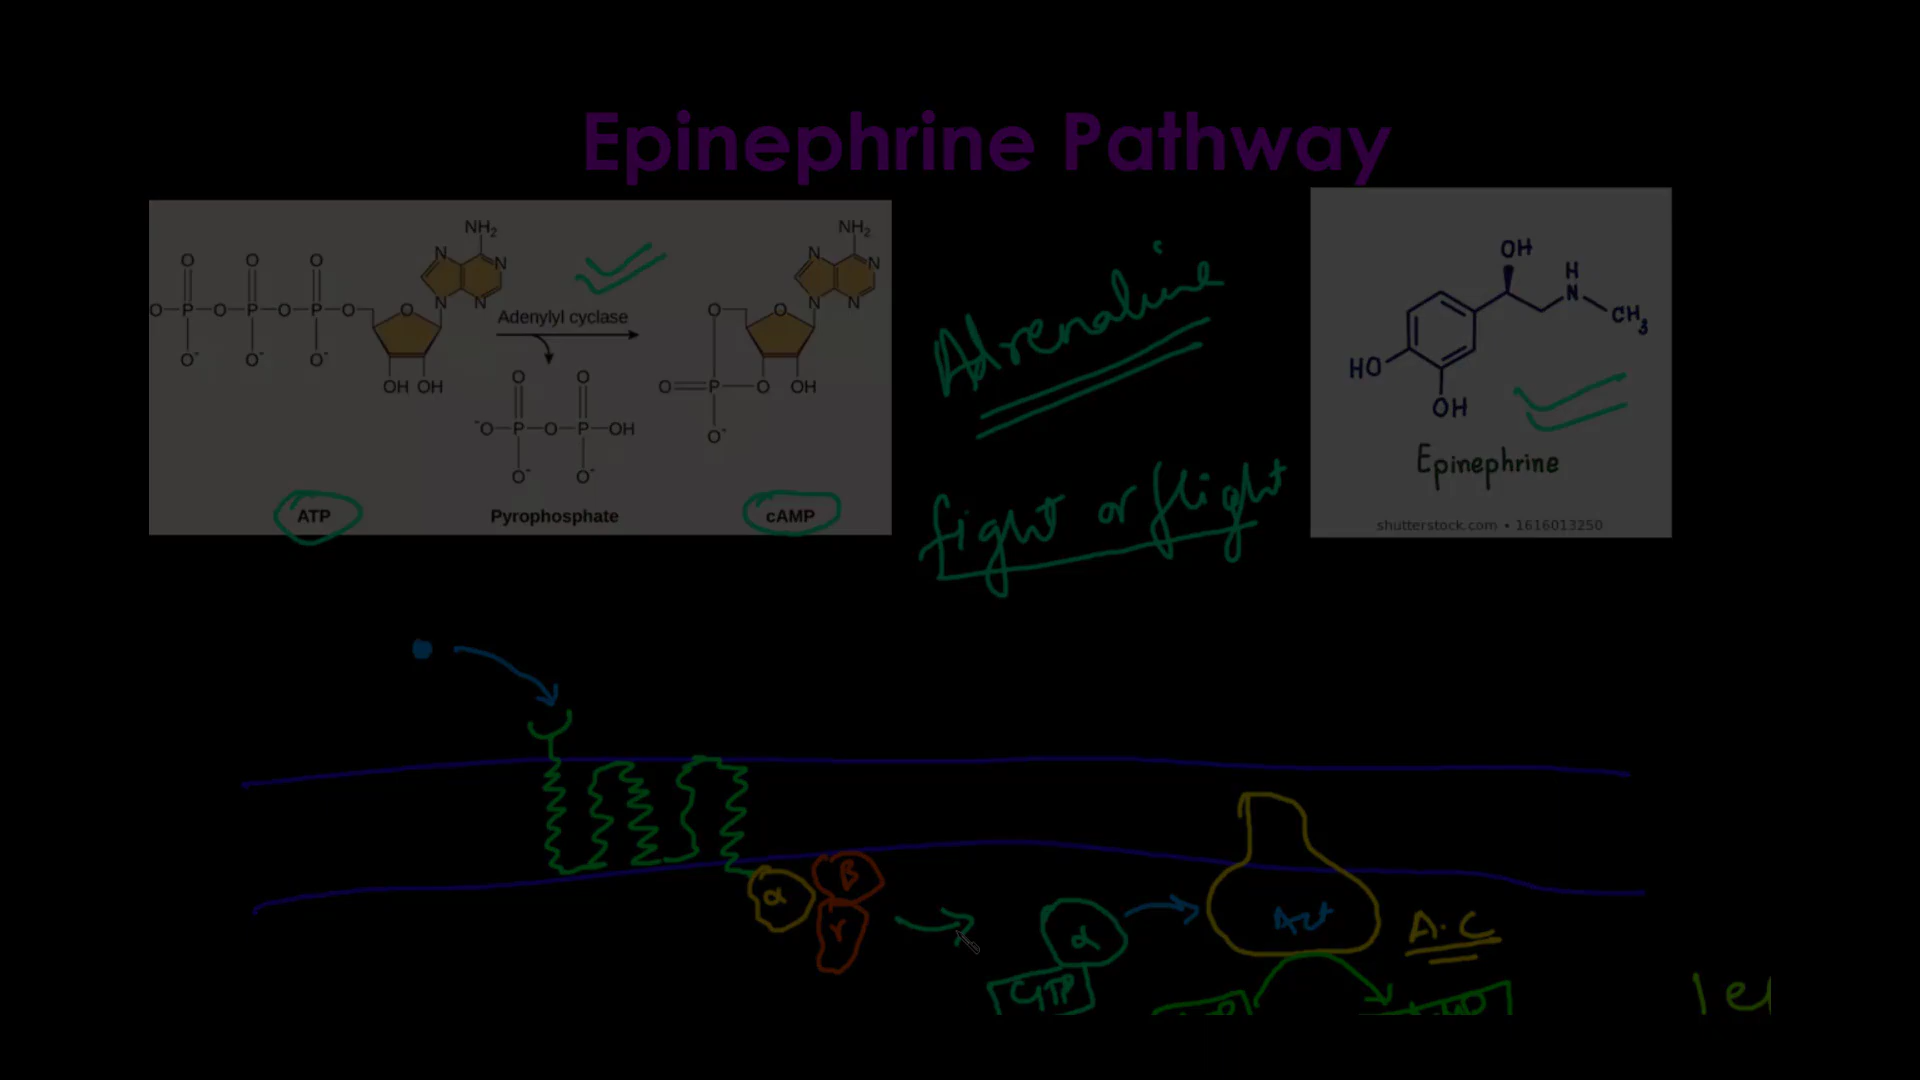 Epinephrine Pathway
NH₂
O O O
N N
O P O P O P O O N N
Adenylyl cyclase
O⁻ O⁻ O⁻
OH OH
O O
⁻O P O P OH
O⁻ O⁻
NH₂
N N
O O N N
O P O OH
O⁻
ATP Pyrophosphate cAMP
Adrenaline
fight or flight
OH
H
N
CH₃
HO
OH
Epinephrine
shutterstock.com • 1616013250
α β
γ
α
GTP
Act
A.C